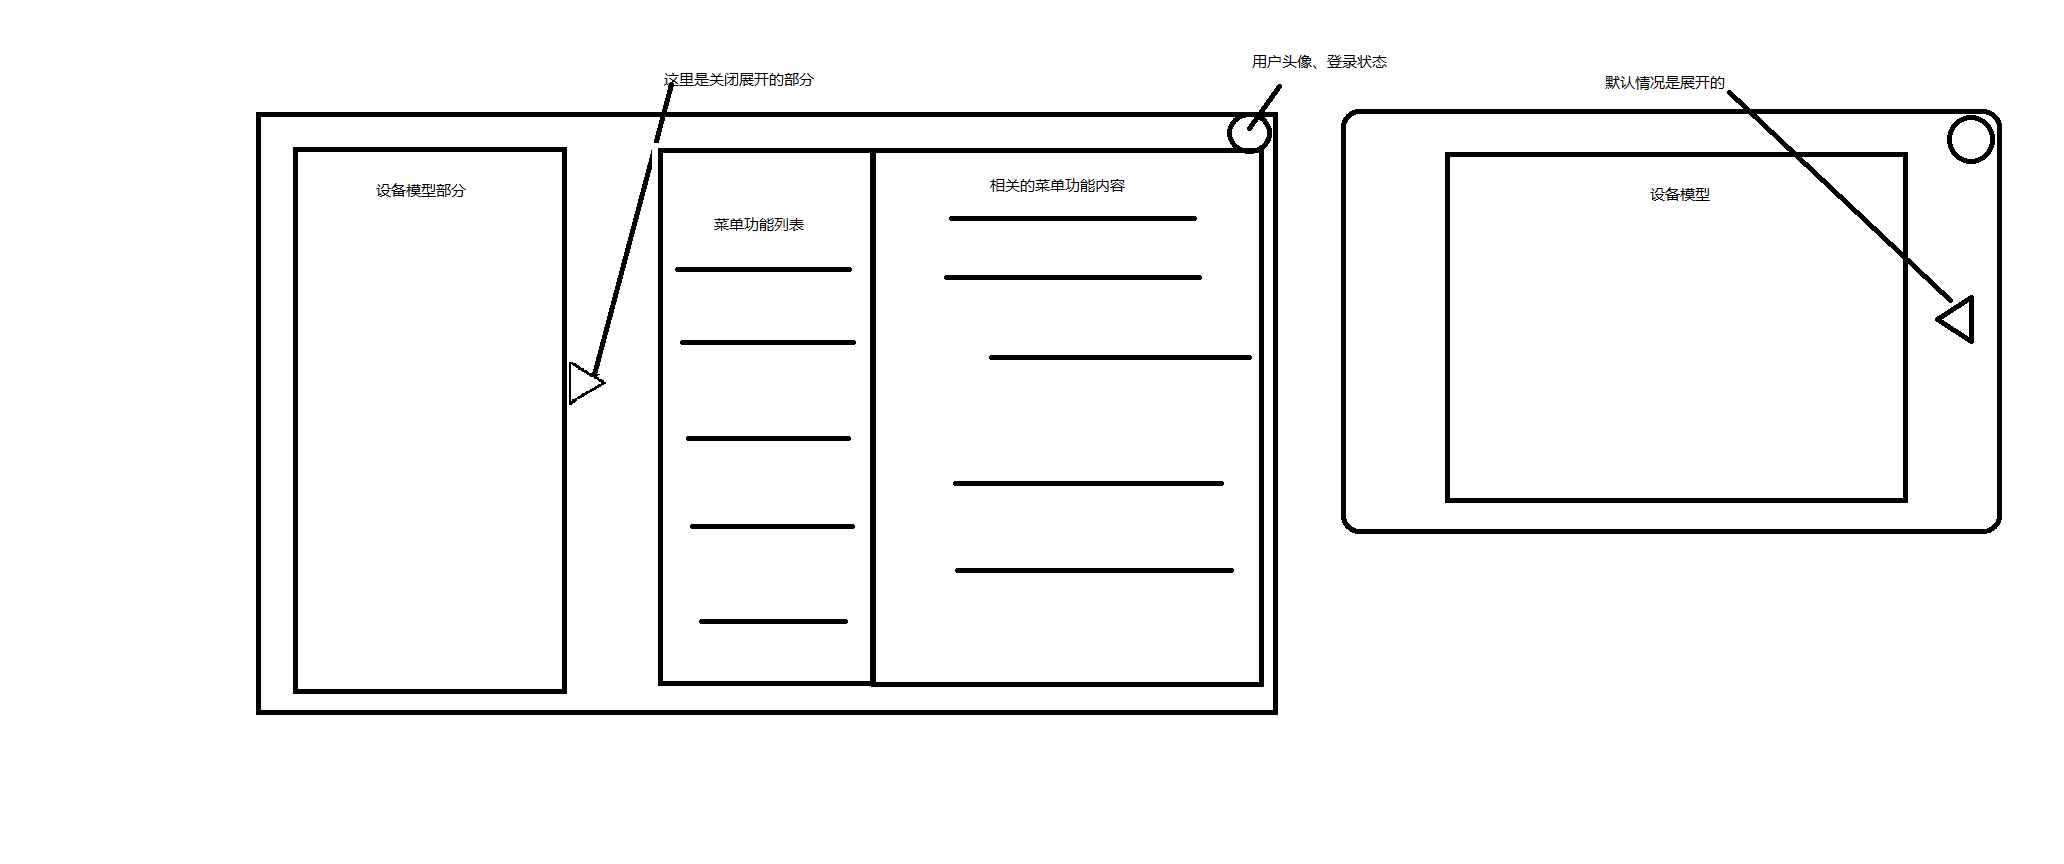 用户头像、登录状态
这里是关闭展开的部分
默认情况是展开的
设备模型部分
菜单功能列表
相关的菜单功能内容
设备模型